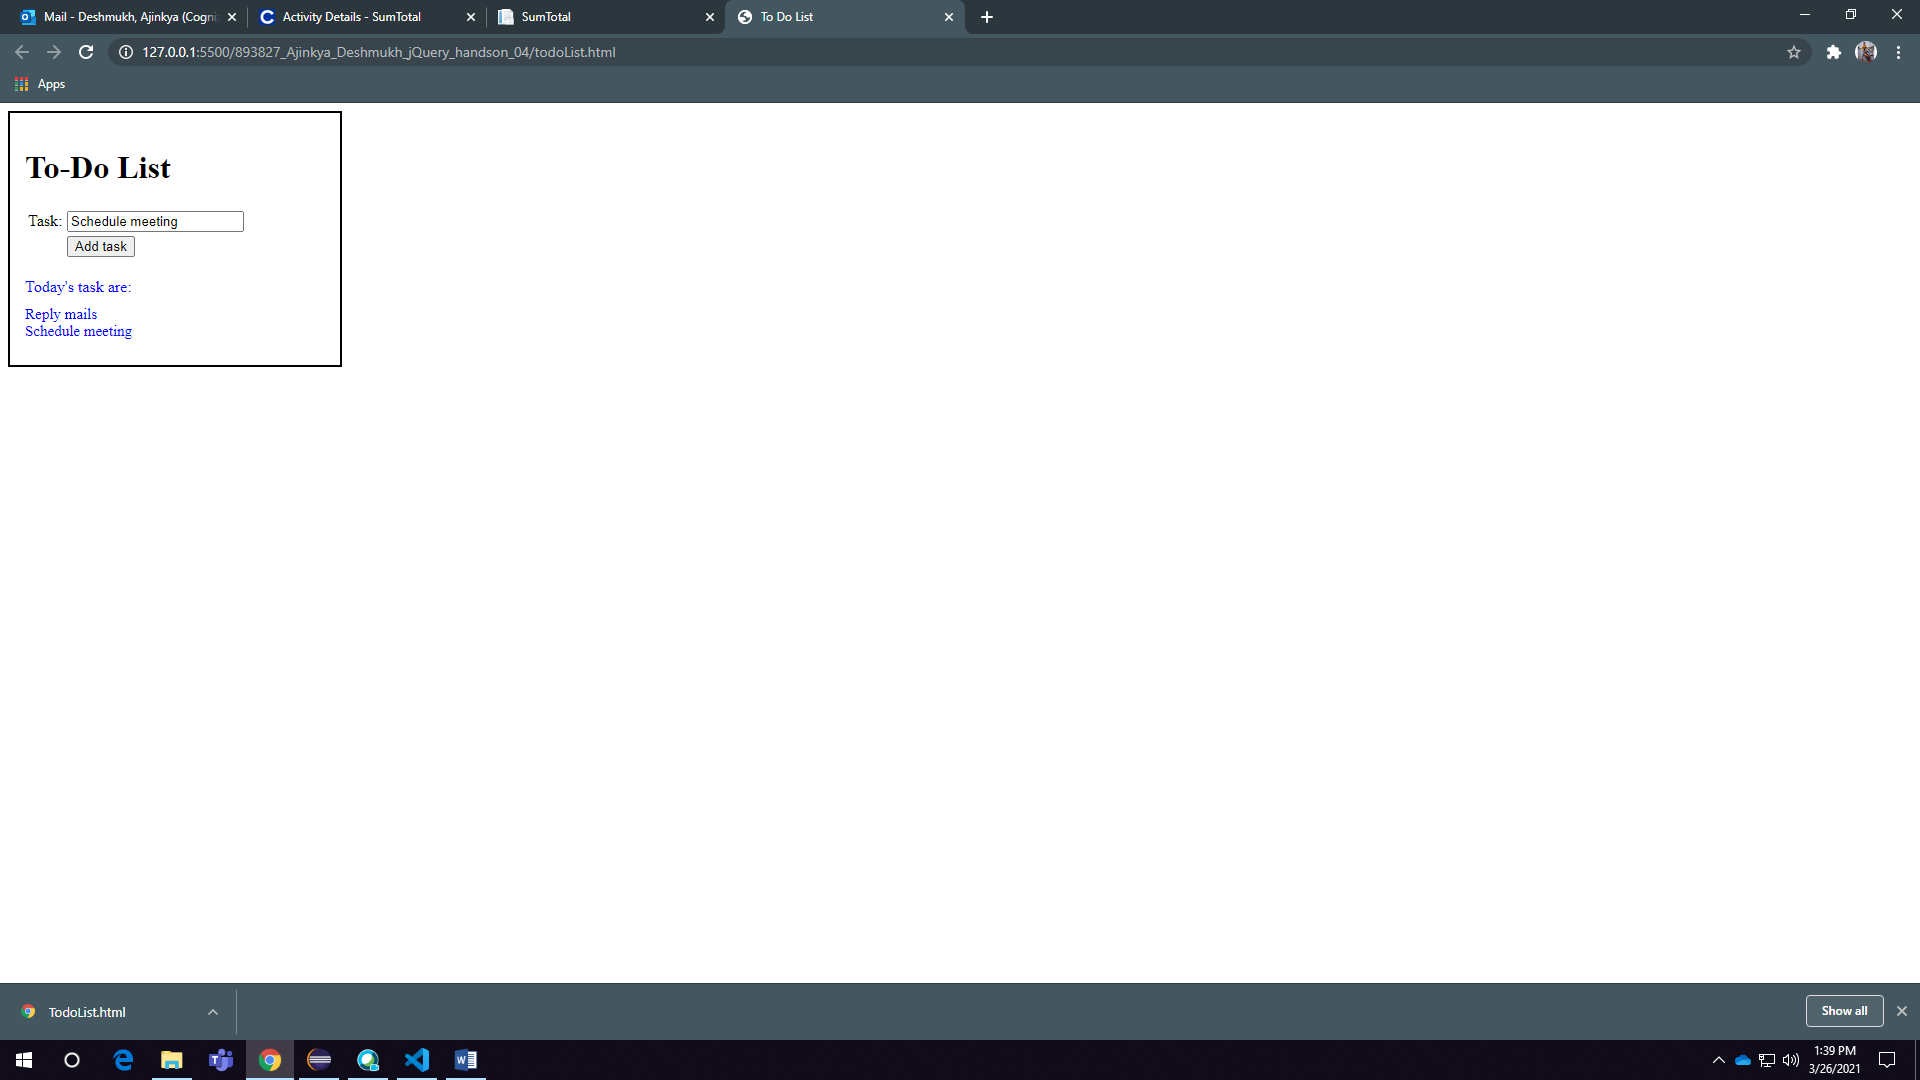 Mail - Deshmukh, Ajinkya (Cogni
Activity Details - SumTotal
SumTotal
To Do List
127.0.0.1:5500/893827_Ajinkya_Deshmukh_jQuery_handson_04/todoList.html
Apps
To-Do List
Task: Schedule meeting
Add task
Today's task are:
Reply mails
Schedule meeting
TodoList.html
Show all
1:39 PM
3/26/2021